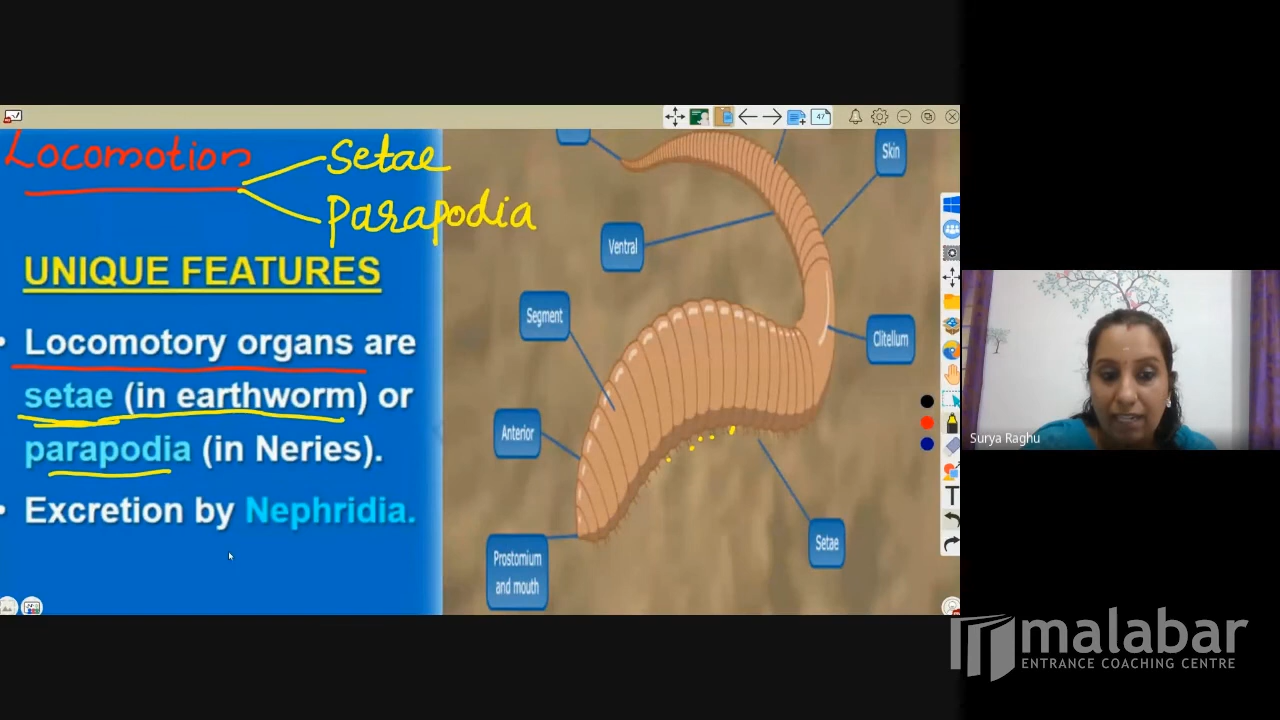 47
Locomotion
Setae
Parapodia
UNIQUE FEATURES
• Locomotory organs are
setae (in earthworm) or
parapodia (in Neries).
• Excretion by Nephridia.
Skin
Ventral
Segment
Clitellum
Anterior
Setae
Prostomium
and mouth
T
Surya Raghu
malabar
ENTRANCE COACHING CENTRE